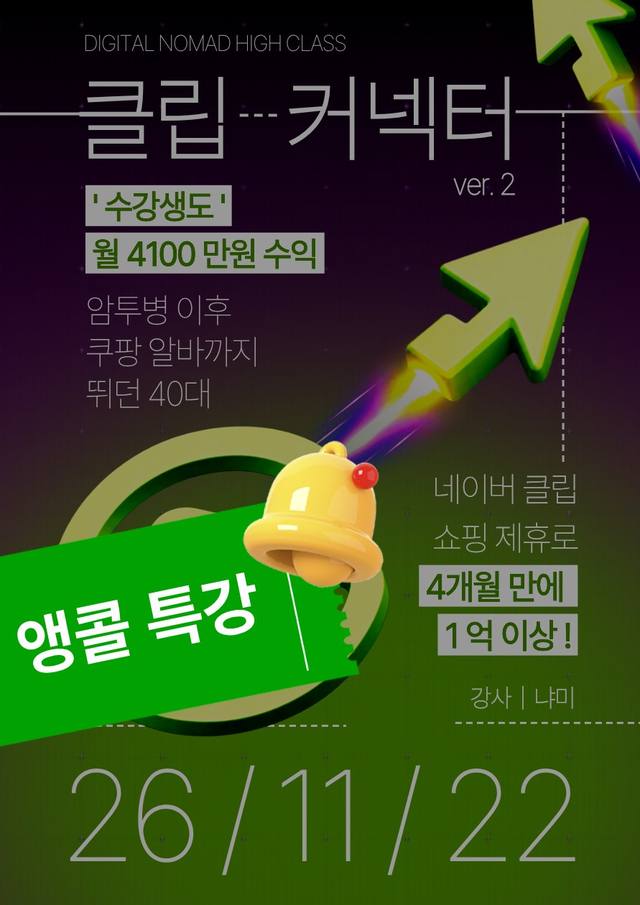 DIGITAL NOMAD HIGH CLASS
클립---커넥터
ver. 2
' 수강생도 '
월 4100 만원 수익
암투병 이후
쿠팡 알바까지
뛰던 40대
네이버 클립
쇼핑 제휴로
4개월 만에
1억 이상 !
앵콜 특강
강사 | 냐미
26 / 11 / 22